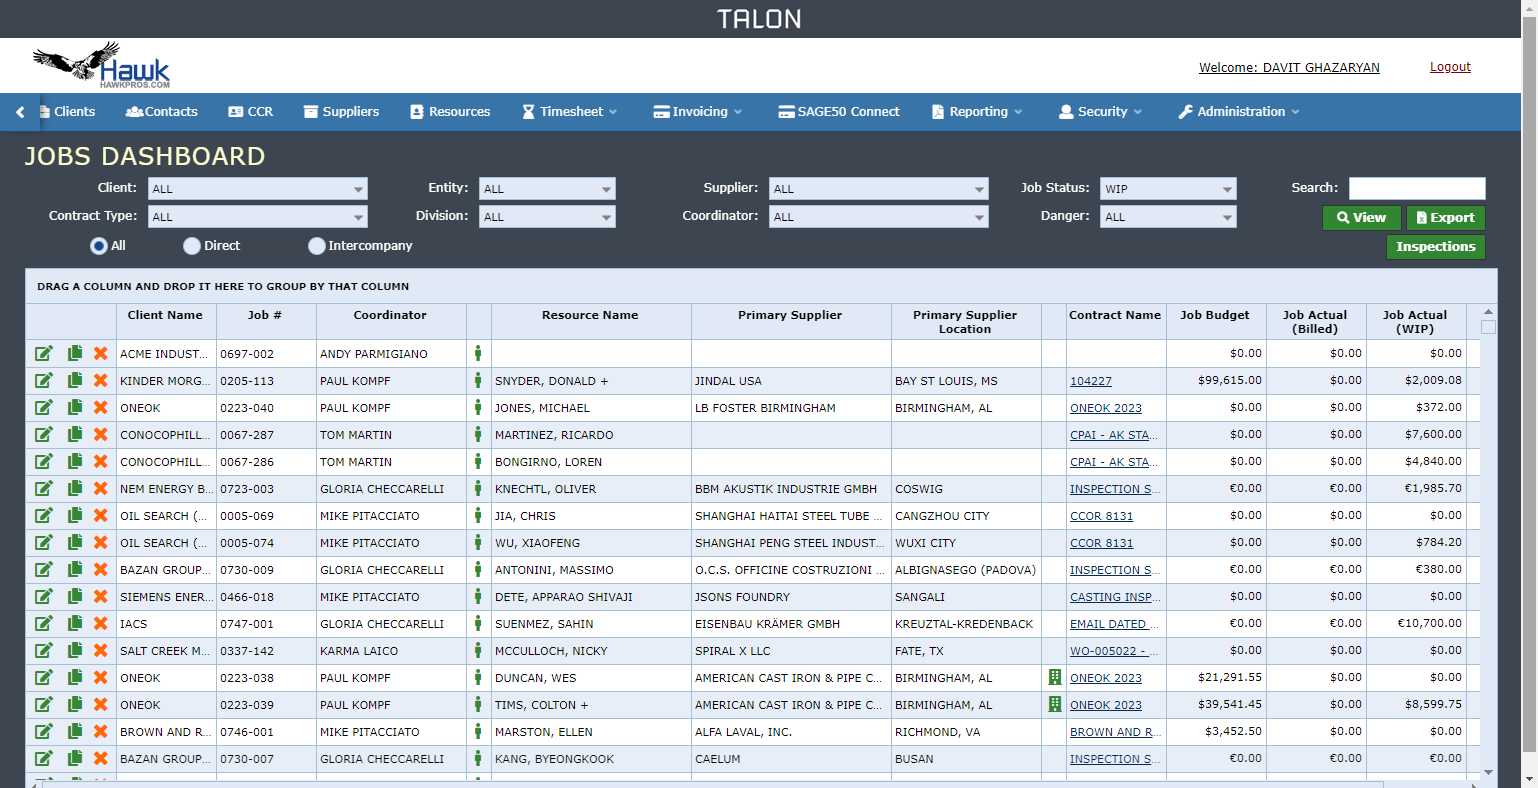 TALON
Hawk
HAWKPROS.COM
Welcome: DAVIT GHAZARYAN Logout
Clients Contacts CCR Suppliers Resources Timesheet Invoicing SAGE50 Connect Reporting Security Administration
JOBS DASHBOARD
Client: ALL Entity: ALL Supplier: ALL Job Status: WIP Search:
Contract Type: ALL Division: ALL Coordinator: ALL Danger: ALL View Export
All Direct Intercompany Inspections
DRAG A COLUMN AND DROP IT HERE TO GROUP BY THAT COLUMN
Client Name Job # Coordinator Resource Name Primary Supplier Primary Supplier Location Contract Name Job Budget Job Actual (Billed) Job Actual (WIP)
ACME INDUST... 0697-002 ANDY PARMIGIANO $0.00 $0.00 $0.00
KINDER MORG... 0205-113 PAUL KOMPF SNYDER, DONALD + JINDAL USA BAY ST LOUIS, MS 104227 $99,615.00 $0.00 $2,009.08
ONEOK 0223-040 PAUL KOMPF JONES, MICHAEL LB FOSTER BIRMINGHAM BIRMINGHAM, AL ONEOK 2023 $0.00 $0.00 $372.00
CONOCOPHILL... 0067-287 TOM MARTIN MARTINEZ, RICARDO CPAI - AK STA... $0.00 $0.00 $7,600.00
CONOCOPHILL... 0067-286 TOM MARTIN BONGIRNO, LOREN CPAI - AK STA... $0.00 $0.00 $4,840.00
NEM ENERGY B... 0723-003 GLORIA CHECCARELLI KNECHTL, OLIVER BBM AKUSTIK INDUSTRIE GMBH COSWIG INSPECTION S... €0.00 €0.00 €1,985.70
OIL SEARCH (... 0005-069 MIKE PITACCIATO JIA, CHRIS SHANGHAI HAITAI STEEL TUBE ... CANGZHOU CITY CCOR 8131 $0.00 $0.00 $0.00
OIL SEARCH (... 0005-074 MIKE PITACCIATO WU, XIAOFENG SHANGHAI PENG STEEL INDUST... WUXI CITY CCOR 8131 $0.00 $0.00 $784.20
BAZAN GROUP... 0730-009 GLORIA CHECCARELLI ANTONINI, MASSIMO O.C.S. OFFICINE COSTRUZIONI ... ALBIGNASEGO (PADOVA) INSPECTION S... €0.00 €0.00 €380.00
SIEMENS ENER... 0466-018 MIKE PITACCIATO DETE, APPARAO SHIVAJI JSONS FOUNDRY SANGALI CASTING INSP... $0.00 $0.00 $0.00
IACS 0747-001 GLORIA CHECCARELLI SUENMEZ, SAHIN EISENBAU KRÄMER GMBH KREUZTAL-KREDENBACK EMAIL DATED ... €0.00 €0.00 €10,700.00
SALT CREEK M... 0337-142 KARMA LAICO MCCULLOCH, NICKY SPIRAL X LLC FATE, TX WO-005022 - ... $0.00 $0.00 $0.00
ONEOK 0223-038 PAUL KOMPF DUNCAN, WES AMERICAN CAST IRON & PIPE C... BIRMINGHAM, AL ONEOK 2023 $21,291.55 $0.00 $0.00
ONEOK 0223-039 PAUL KOMPF TIMS, COLTON + AMERICAN CAST IRON & PIPE C... BIRMINGHAM, AL ONEOK 2023 $39,541.45 $0.00 $8,599.75
BROWN AND R... 0746-001 MIKE PITACCIATO MARSTON, ELLEN ALFA LAVAL, INC. RICHMOND, VA BROWN AND R... $3,452.50 $0.00 $0.00
BAZAN GROUP... 0730-007 GLORIA CHECCARELLI KANG, BYEONGKOOK CAELUM BUSAN INSPECTION S... €0.00 €0.00 €0.00